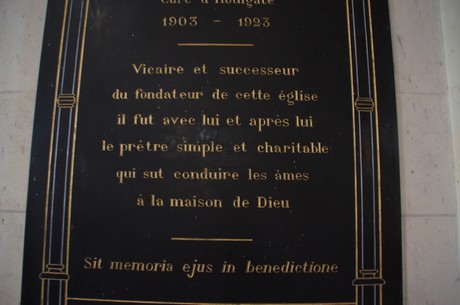 Curé d'Houlgate
1903 - 1923
Vicaire et successeur
du fondateur de cette église
il fut avec lui et après lui
le prêtre simple et charitable
qui sut conduire les âmes
à la maison de Dieu
Sit memoria ejus in benedictione